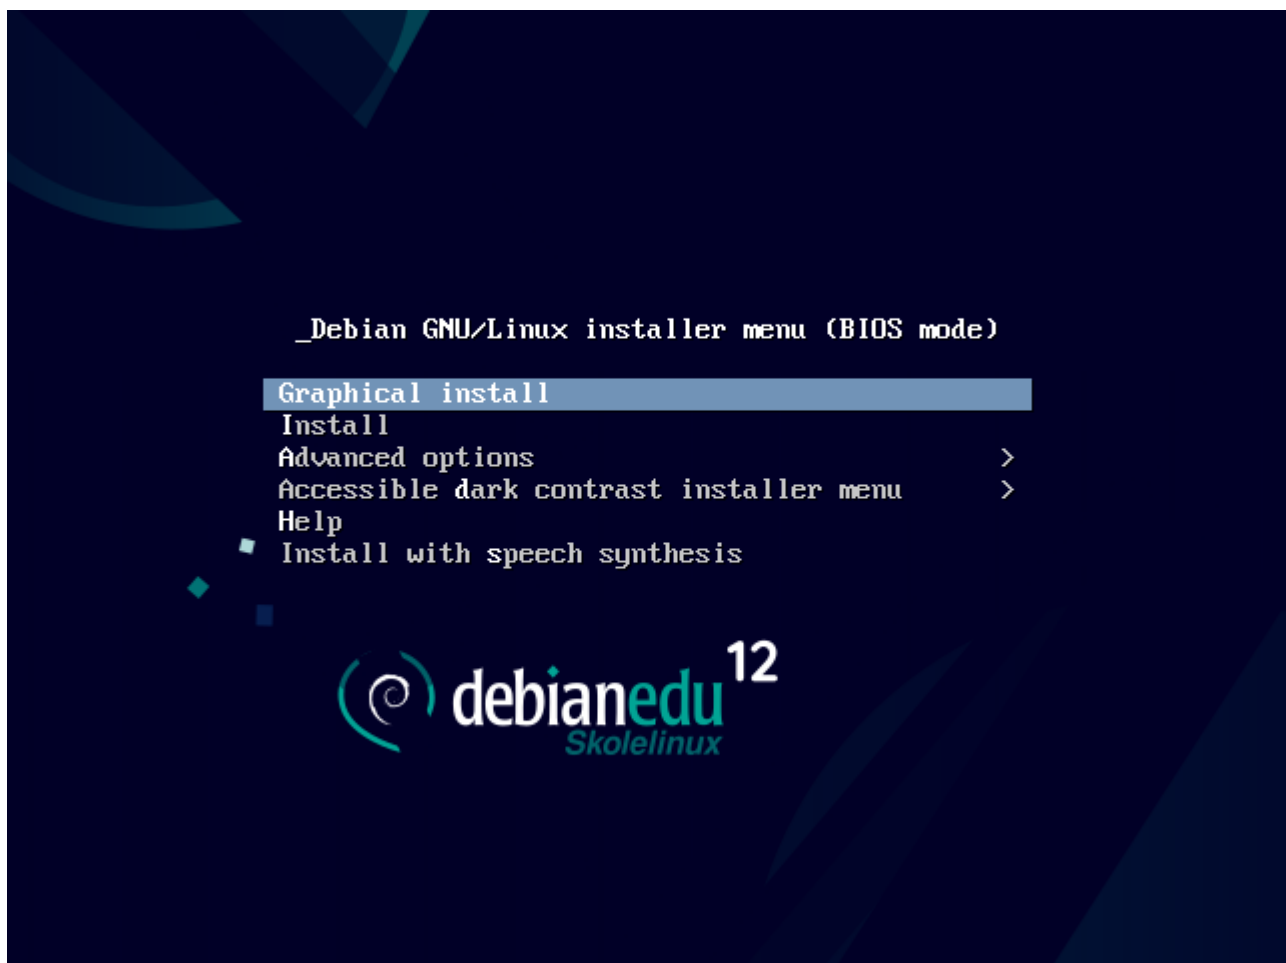 _Debian GNU/Linux installer menu (BIOS mode)
Graphical install
Install
Advanced options >
Accessible dark contrast installer menu >
Help
Install with speech synthesis
debianedu 12
Skolelinux